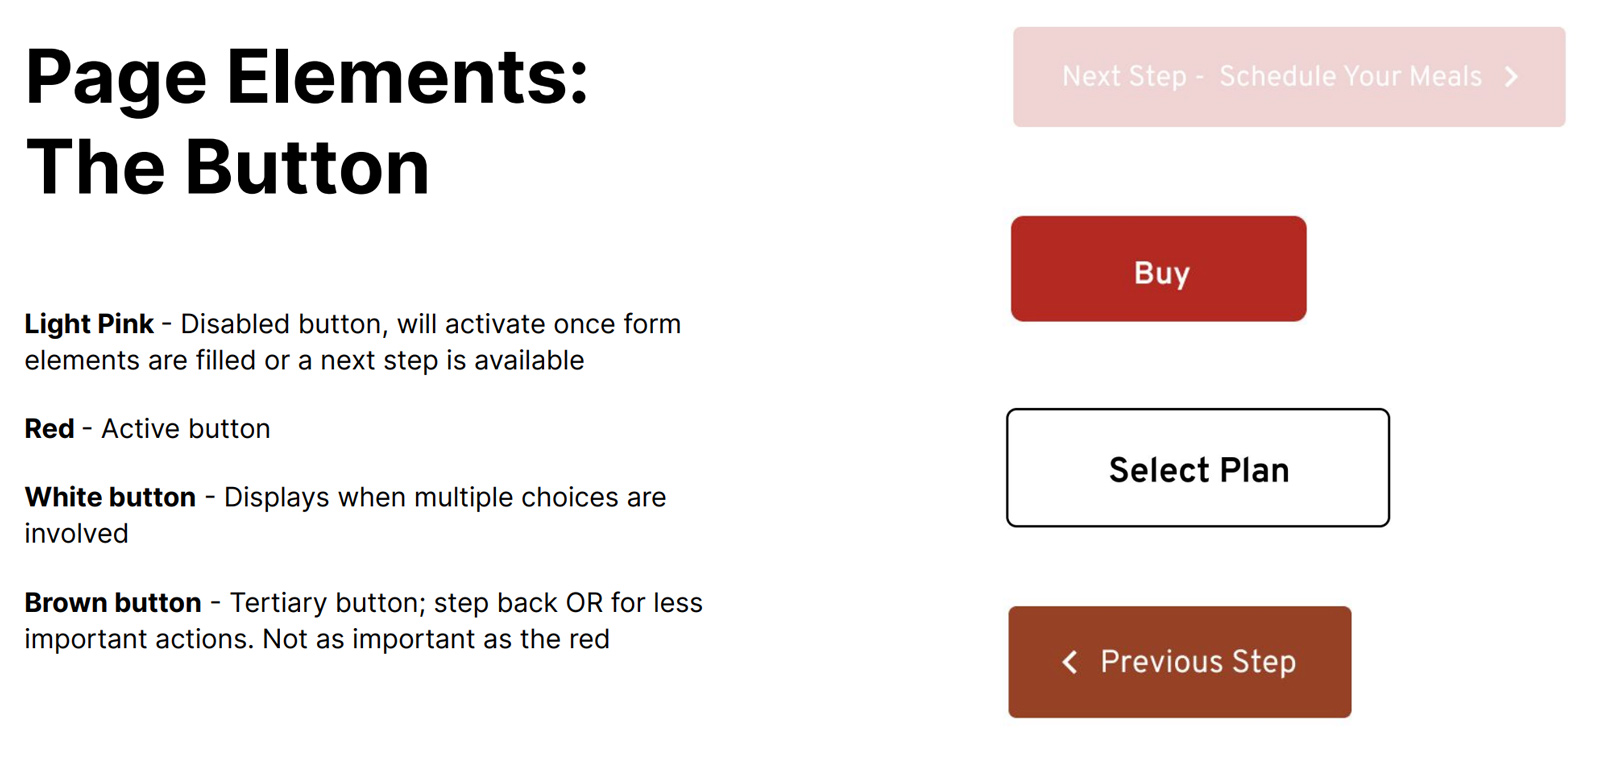 Page Elements:
The Button
Light Pink - Disabled button, will activate once form
elements are filled or a next step is available
Red - Active button
White button - Displays when multiple choices are
involved
Brown button - Tertiary button; step back OR for less
important actions. Not as important as the red
Next Step - Schedule Your Meals
Buy
Select Plan
Previous Step